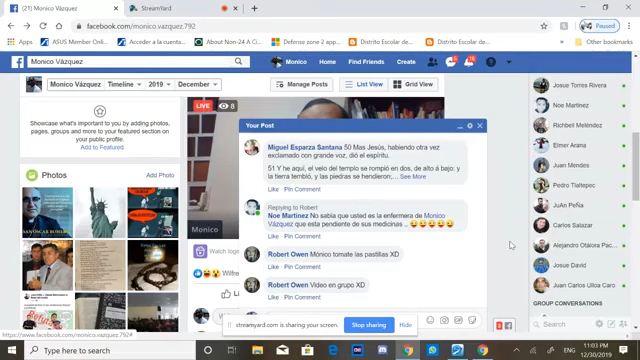 (21) Monico Vázquez
StreamYard
facebook.com/monico.vazquez.792
Paused
Apps
Bookmarks
ASUS Member Onli
Acceder a la cuenta
About Non-24 A Ci
Defense zone 2 app
Distrito Escolar de
Distrito Escolar de
Other bookmarks
Monico Vázquez
Monico
Home
Find Friends
Create
Monico Vázquez
Timeline
2019
December
Manage Posts
List View
Grid View
LIVE
8
Showcase what's important to you by adding photos,
pages, groups and more to your featured section on
your public profile.
Add to Featured
Photos
Add Photo
Monico
Watch toge
Wilfre
Your Post
Miguel Esparza Santana 50 Mas Jesús, habiendo otra vez
exclamado con grande voz, dió el espíritu.
51 Y he aquí, el velo del templo se rompió en dos, de alto á bajo: y
la tierra tembló, y las piedras se hendieron;... See More
Like · Pin Comment
Replying to Robert
Noe Martinez No sabia que usted es la enfermera de Monico
Vázquez que esta pendiente de sus medicinas ..
Like · Pin Comment
Robert Owen Mónico tomate las pastillas XD
Like · Pin Comment
Robert Owen Video en grupo XD
Like · Pin Comment
Josue Torres Rivera
Noe Martinez
Richbell Meléndez
Elmer Arana
Juan Mendes
Pedro Tlaltepec
JuAn Peña
Carlos Salazar
Alejandro Otálora Pac...
Josue David
Juan Carlus Llova Caro
GROUP CONVERSATIONS
Search
https://www.facebook.com/monico.vazquez.792#
streamyard.com is sharing your screen.
Stop sharing
Hide
Type here to search
11:03 PM
12/30/2019